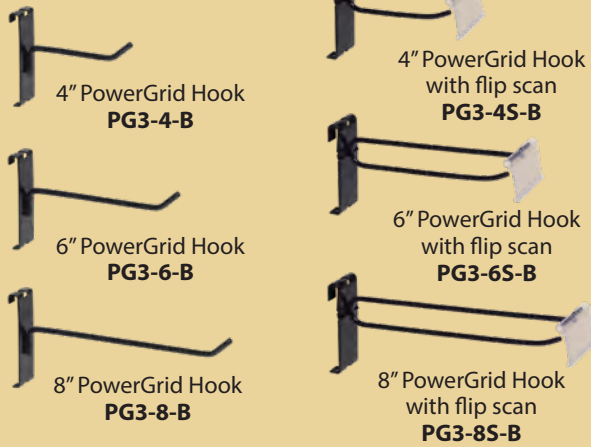 4” PowerGrid Hook
PG3-4-B
4” PowerGrid Hook
with flip scan
PG3-4S-B
6” PowerGrid Hook
PG3-6-B
6” PowerGrid Hook
with flip scan
PG3-6S-B
8” PowerGrid Hook
PG3-8-B
8” PowerGrid Hook
with flip scan
PG3-8S-B